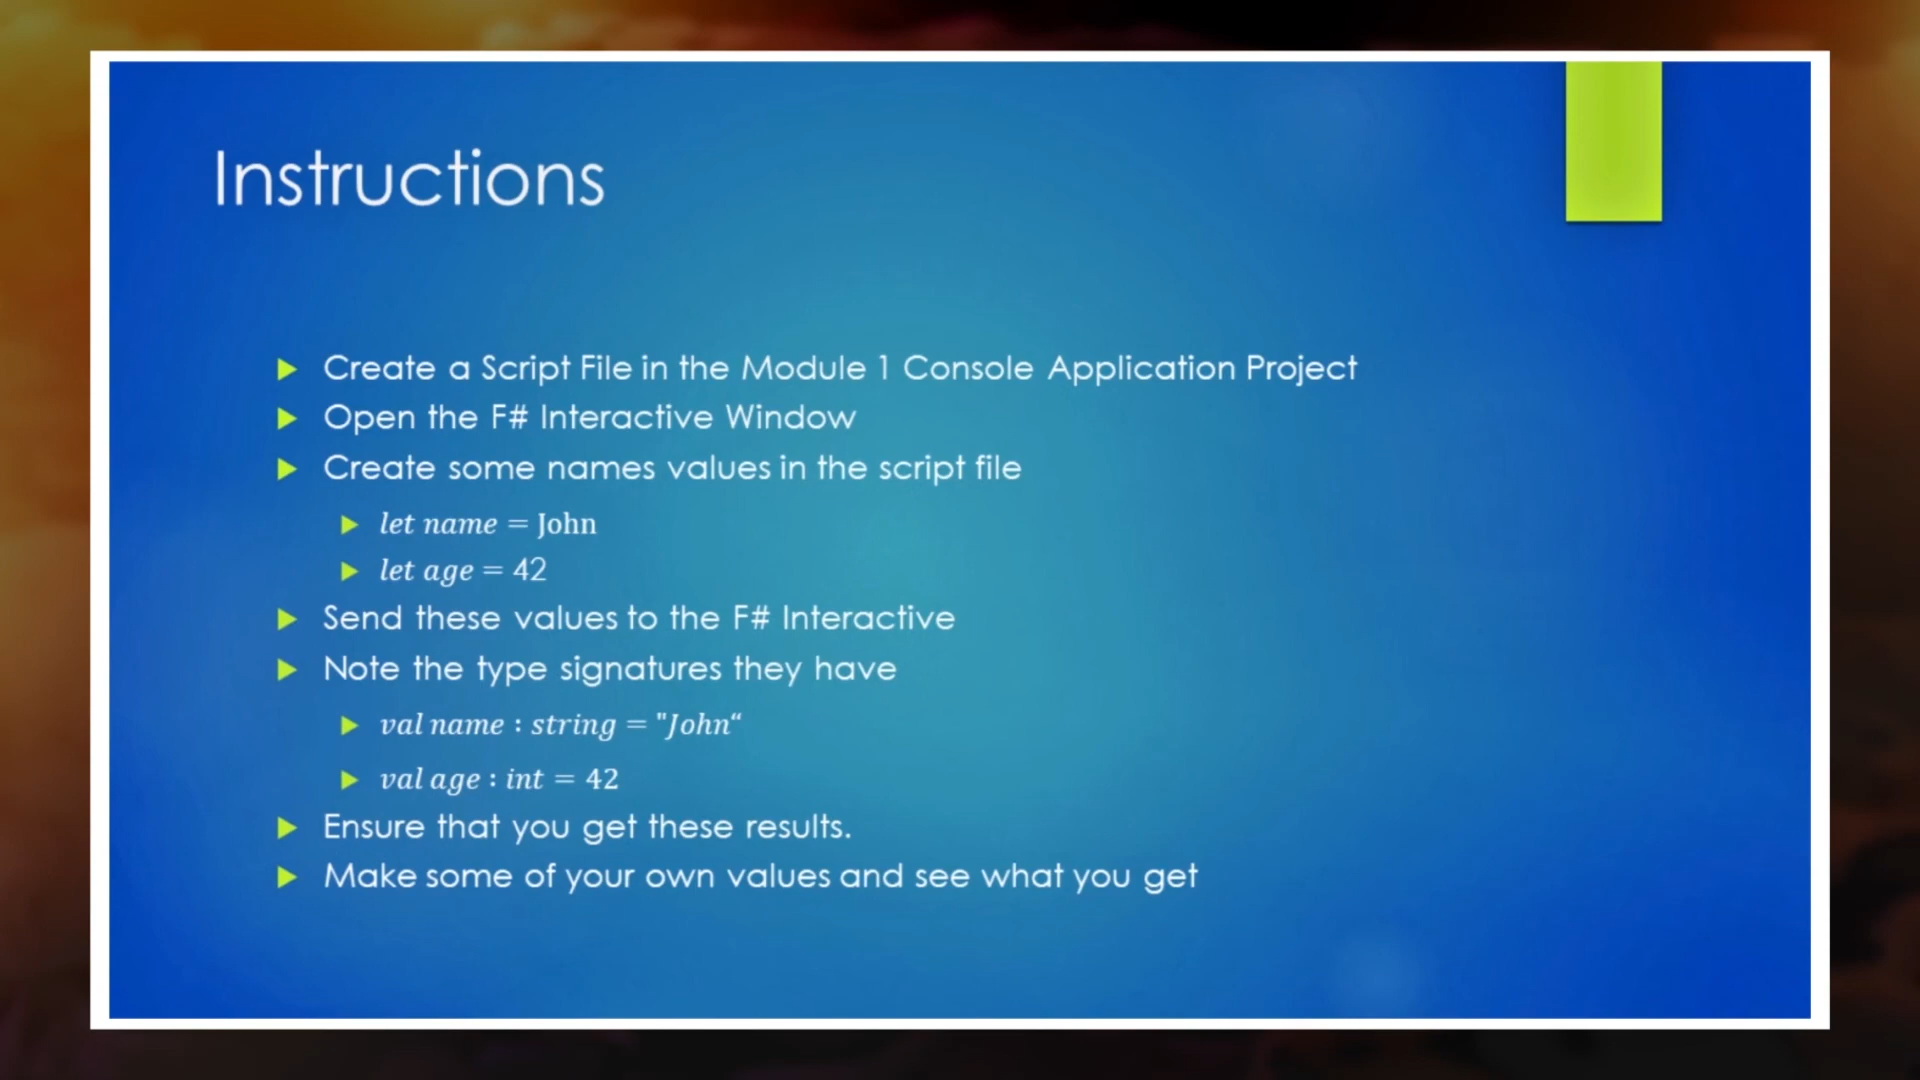 Instructions
Create a Script File in the Module 1 Console Application Project
Open the F# Interactive Window
Create some names values in the script file
let name = John
let age = 42
Send these values to the F# Interactive
Note the type signatures they have
val name : string = "John“
val age : int = 42
Ensure that you get these results.
Make some of your own values and see what you get